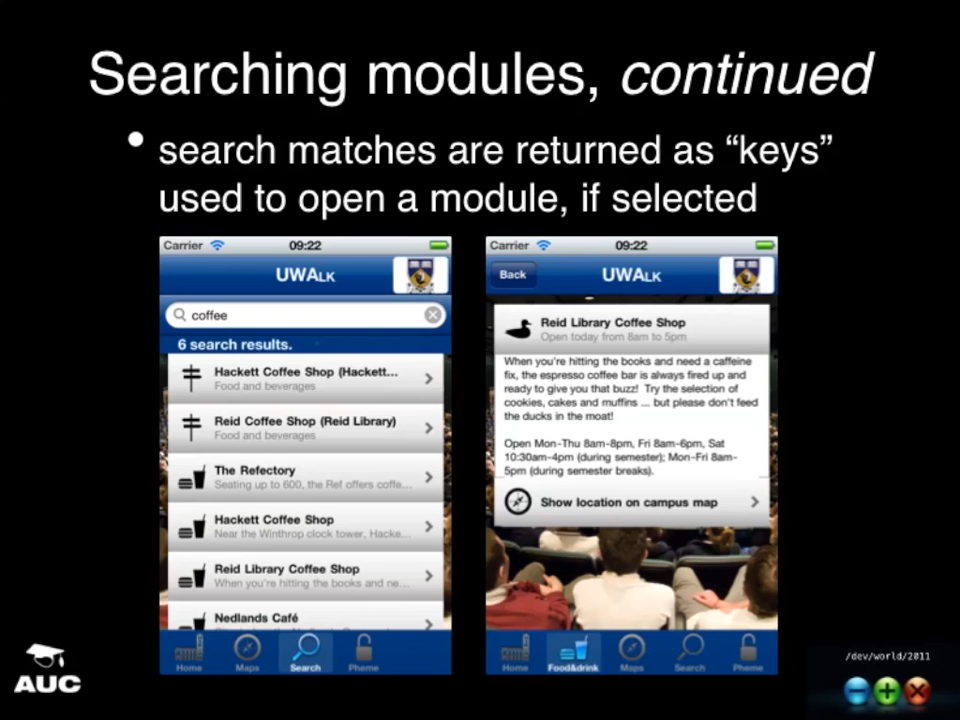 Searching modules, continued
• search matches are returned as “keys”
used to open a module, if selected
Carrier 09:22
UWALK
coffee
6 search results.
Hackett Coffee Shop (Hackett...
Food and beverages
Reid Coffee Shop (Reid Library)
Food and beverages
The Refectory
Seating up to 600, the Ref offers coffe...
Hackett Coffee Shop
Near the Winthrop clock tower, Hacke...
Reid Library Coffee Shop
When you're hitting the books and ne...
Nedlands Café
Home Maps Search Pheme
Carrier 09:22
Back UWALK
Reid Library Coffee Shop
Open today from 8am to 5pm
When you're hitting the books and need a caffeine
fix, the espresso coffee bar is always fired up and
ready to give you that buzz! Try the selection of
cookies, cakes and muffins ... but please don't feed
the ducks in the moat!
Open Mon-Thu 8am-8pm, Fri 8am-6pm, Sat
10:30am-4pm (during semester); Mon-Fri 8am-
5pm (during semester breaks).
Show location on campus map
Home Food&drink Maps Search Pheme
AUC
/dev/world/2011